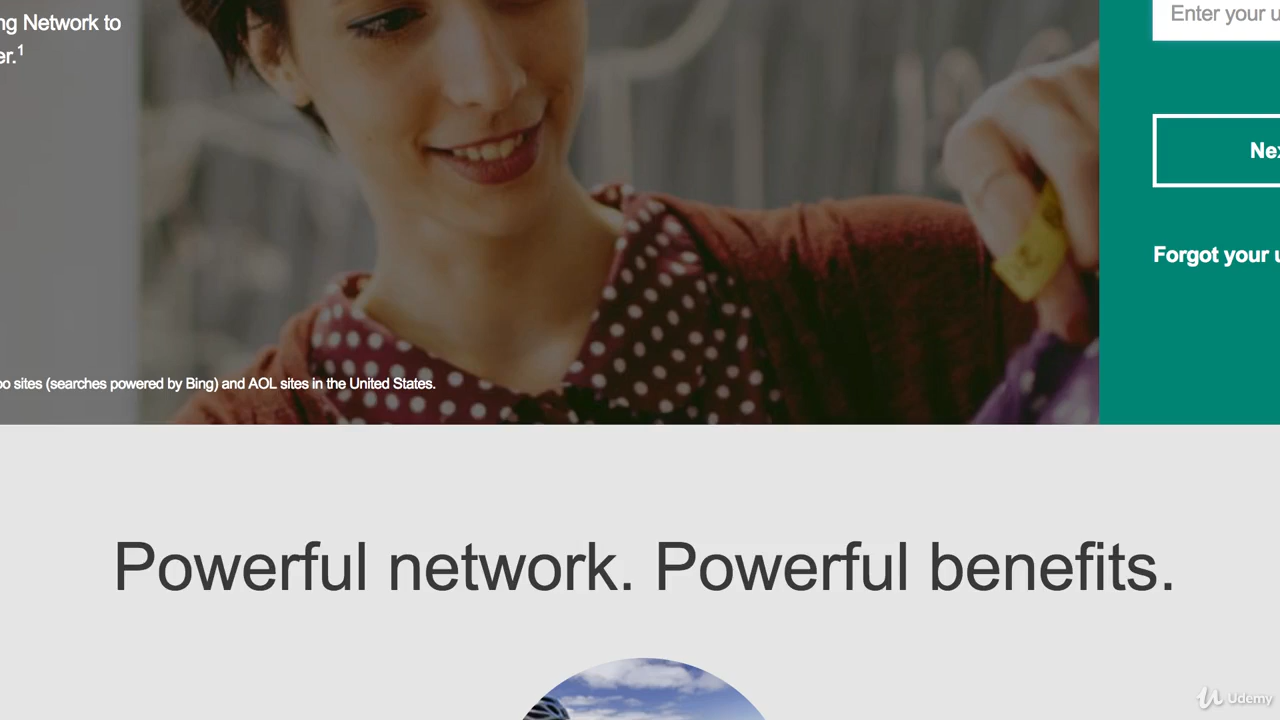 ng Network to
er.1
oo sites (searches powered by Bing) and AOL sites in the United States.
Enter your u
Nex
Forgot your u
Powerful network. Powerful benefits.
Udemy